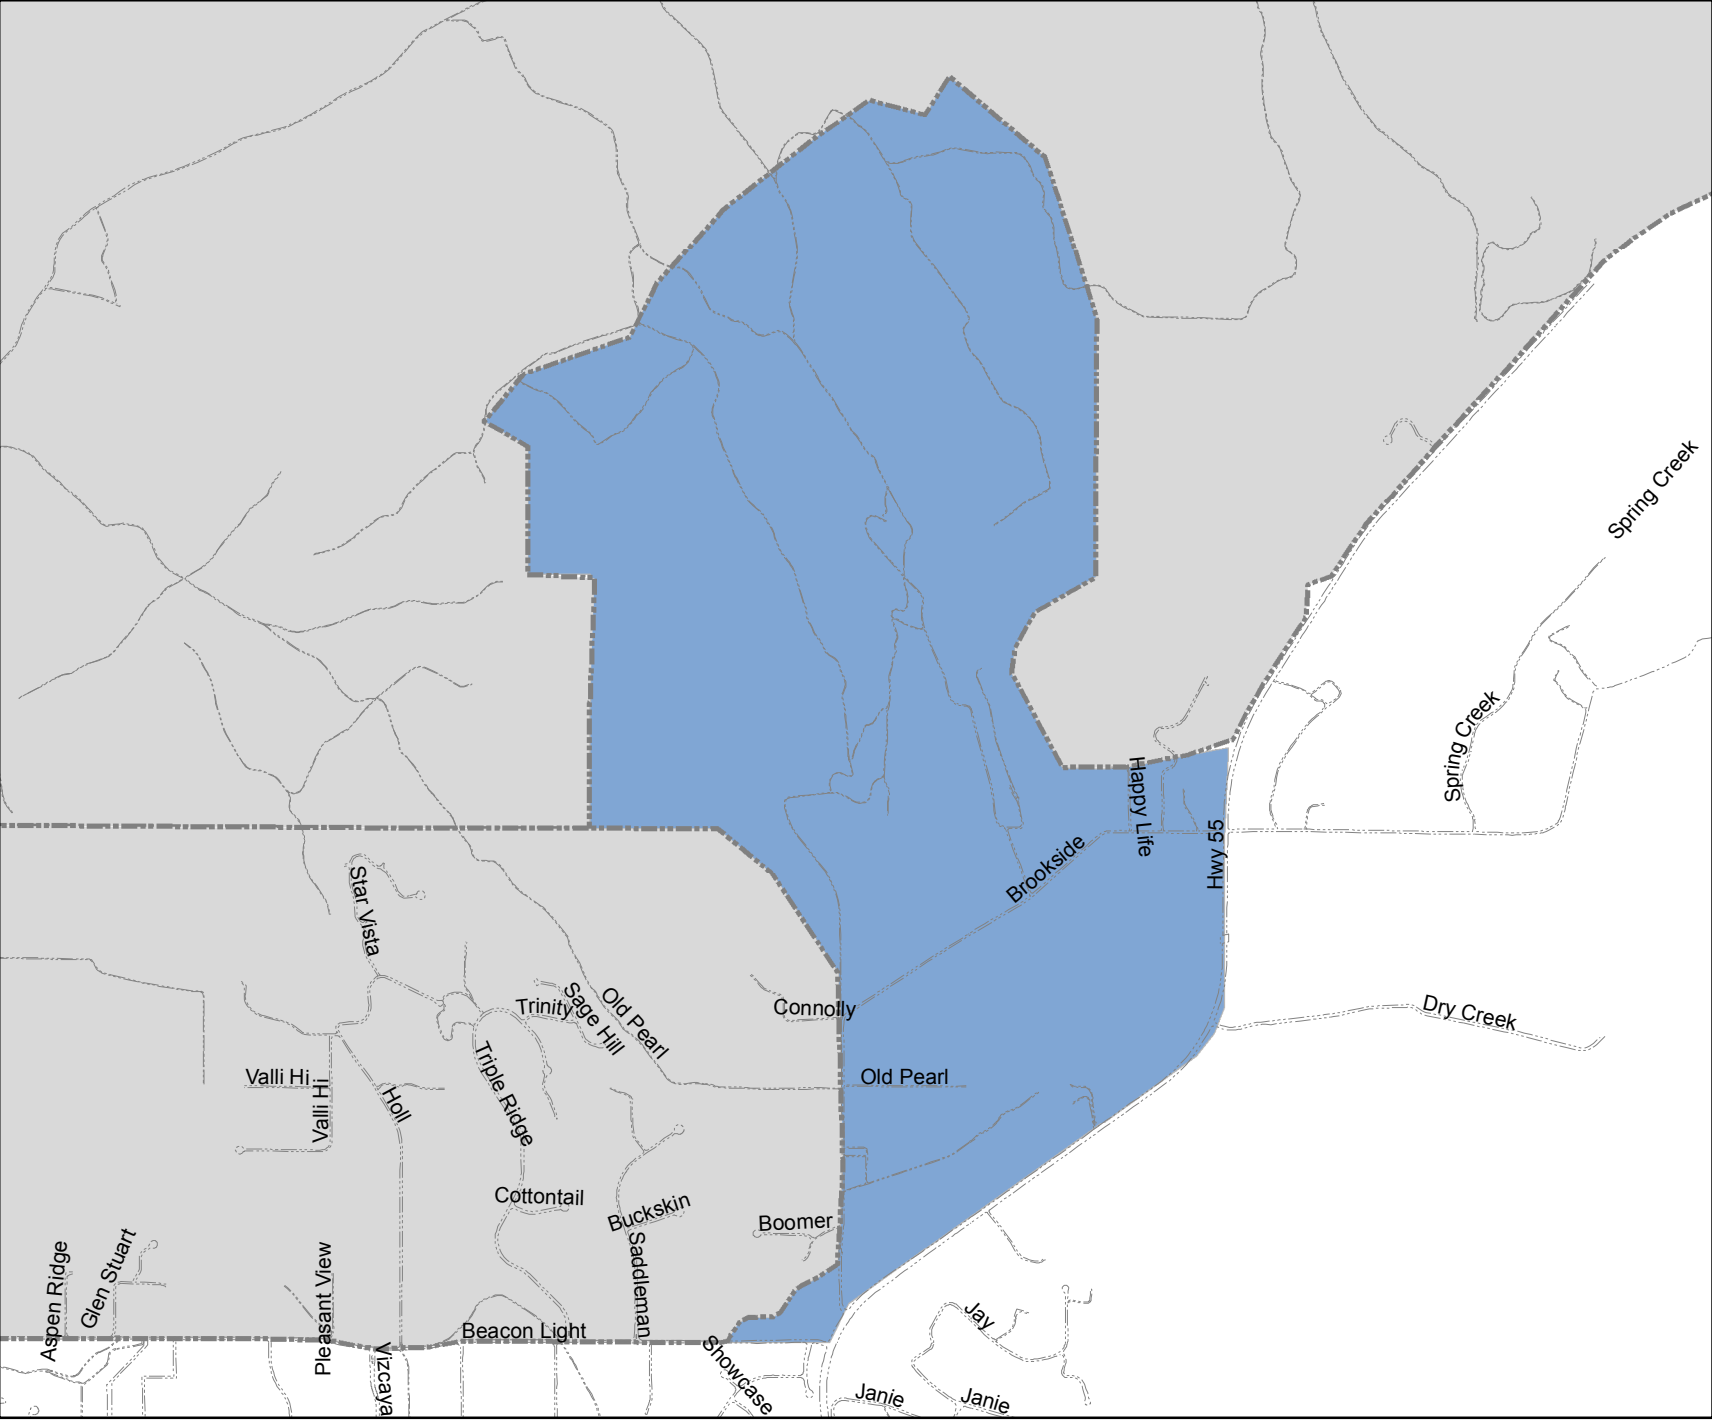 Spring Creek
Spring Creek
Happy Life
Hwy 55
Brookside
Star Vista
Connolly
Trinity
Sage Hill
Old Pearl
Dry Creek
Valli Hi
Valli Hi
Holl
Triple Ridge
Old Pearl
Cottontail
Buckskin
Boomer
Saddleman
Aspen Ridge
Glen Stuart
Pleasant View
Beacon Light
Vizcaya
Showcase
Jay
Janie
Janie